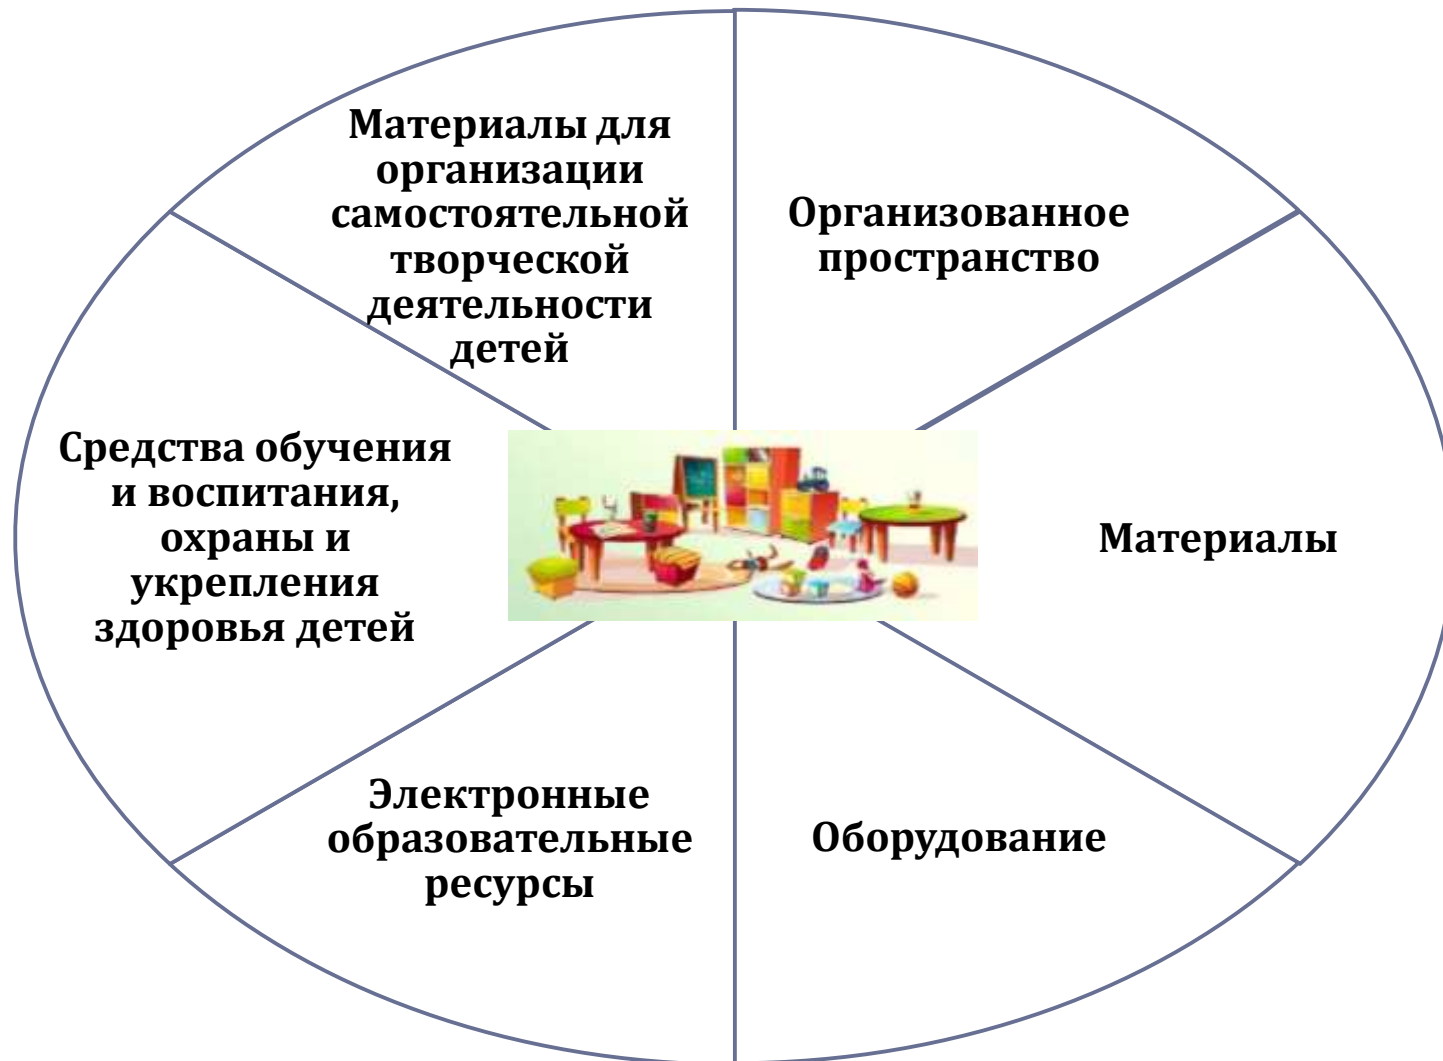 Материалы для
организации
самостоятельной
творческой
деятельности
детей
Организованное
пространство
Средства обучения
и воспитания,
охраны и
укрепления
здоровья детей
Материалы
Электронные
образовательные
ресурсы
Оборудование